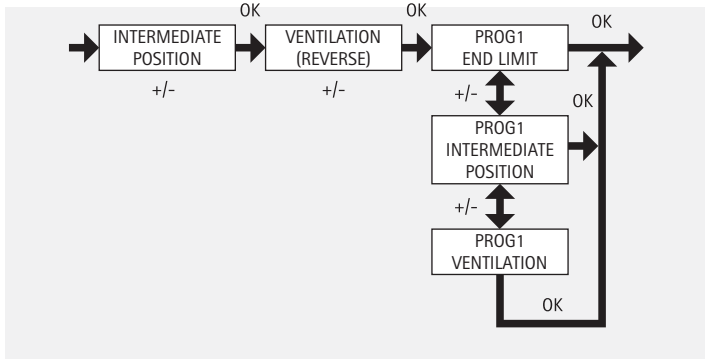 OK
OK
INTERMEDIATE
POSITION
VENTILATION
(REVERSE)
PROG1
END LIMIT
OK
+/-
+/-
+/-
OK
PROG1
INTERMEDIATE
POSITION
+/-
PROG1
VENTILATION
OK